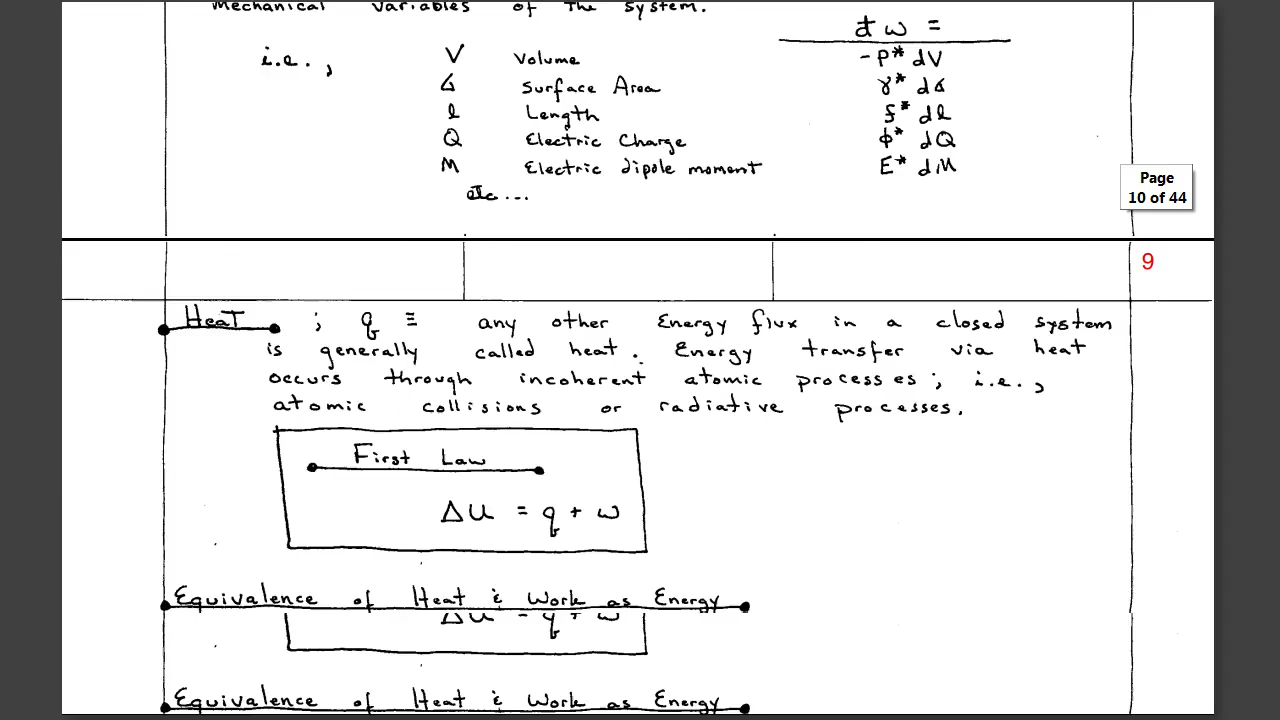 Mechanical Variables of The System.
đw =
i.e., V Volume -P* dV
Surface Area γ* d
l Length f* dl
Q Electric Charge ϕ* dQ
M Electric dipole moment E* dM
etc...
Page
10 of 44
9
Heat ; q ≡ any other Energy flux in a closed system
is generally called heat. Energy transfer via heat
occurs through incoherent atomic processes; i.e.,
atomic collisions or radiative processes.
First Law
ΔU = q + w
Equivalence of Heat & Work as Energy
ΔU = q + w
Equivalence of Heat & Work as Energy